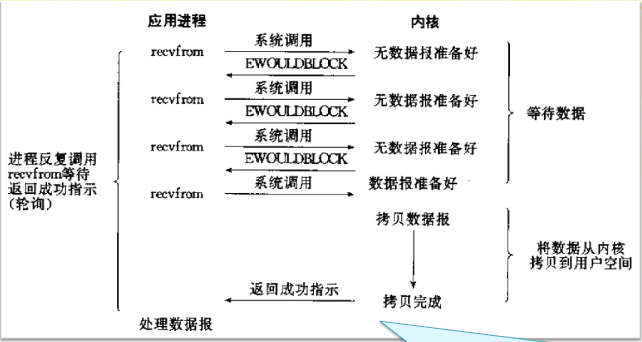 应用进程 内核
recvfrom 系统调用 无数据报准备好
EWOULDBLOCK
recvfrom 系统调用 无数据报准备好
EWOULDBLOCK
等待数据
recvfrom 系统调用 无数据报准备好
EWOULDBLOCK
recvfrom 系统调用 数据报准备好
进程反复调用
recvfrom等待
返回成功指示
(轮询)
拷贝数据报
将数据从内核
拷贝到用户空间
返回成功指示 拷贝完成
处理数据报